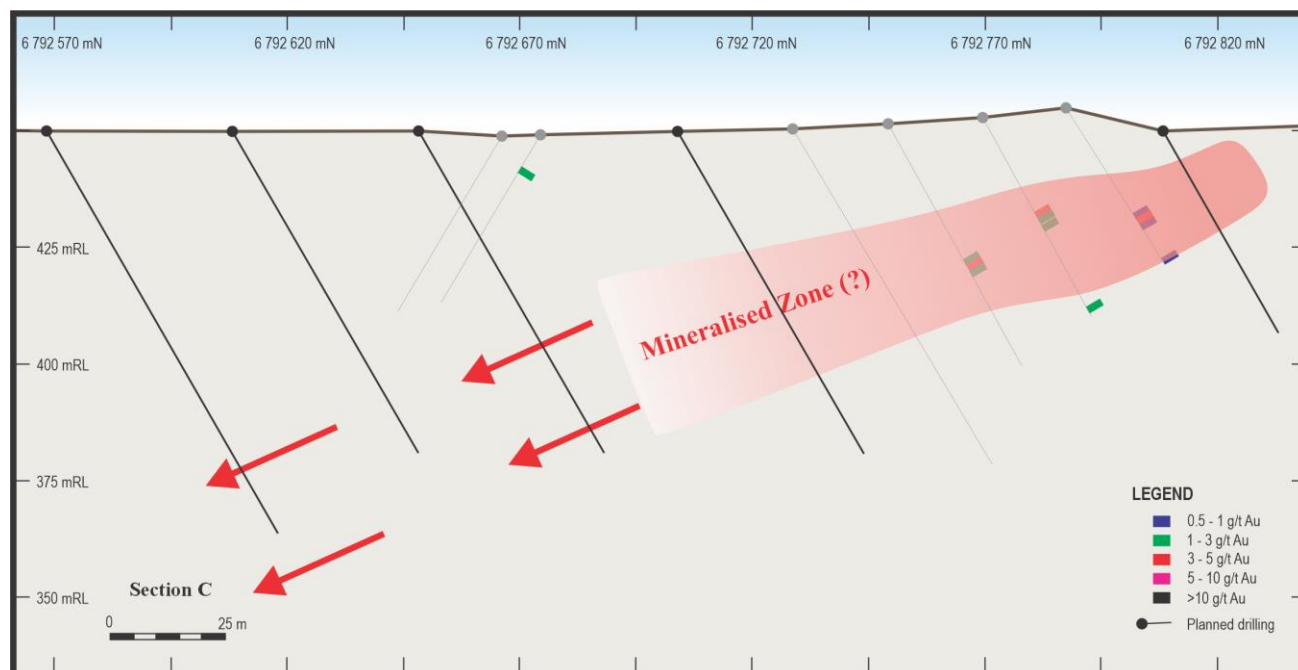 6 792 570 mN
6 792 620 mN
6 792 670 mN
6 792 720 mN
6 792 770 mN
6 792 820 mN
425 mRL
400 mRL
375 mRL
350 mRL
Mineralised Zone (?)
Section C
0 25 m
LEGEND
0.5 - 1 g/t Au
1 - 3 g/t Au
3 - 5 g/t Au
5 - 10 g/t Au
>10 g/t Au
Planned drilling